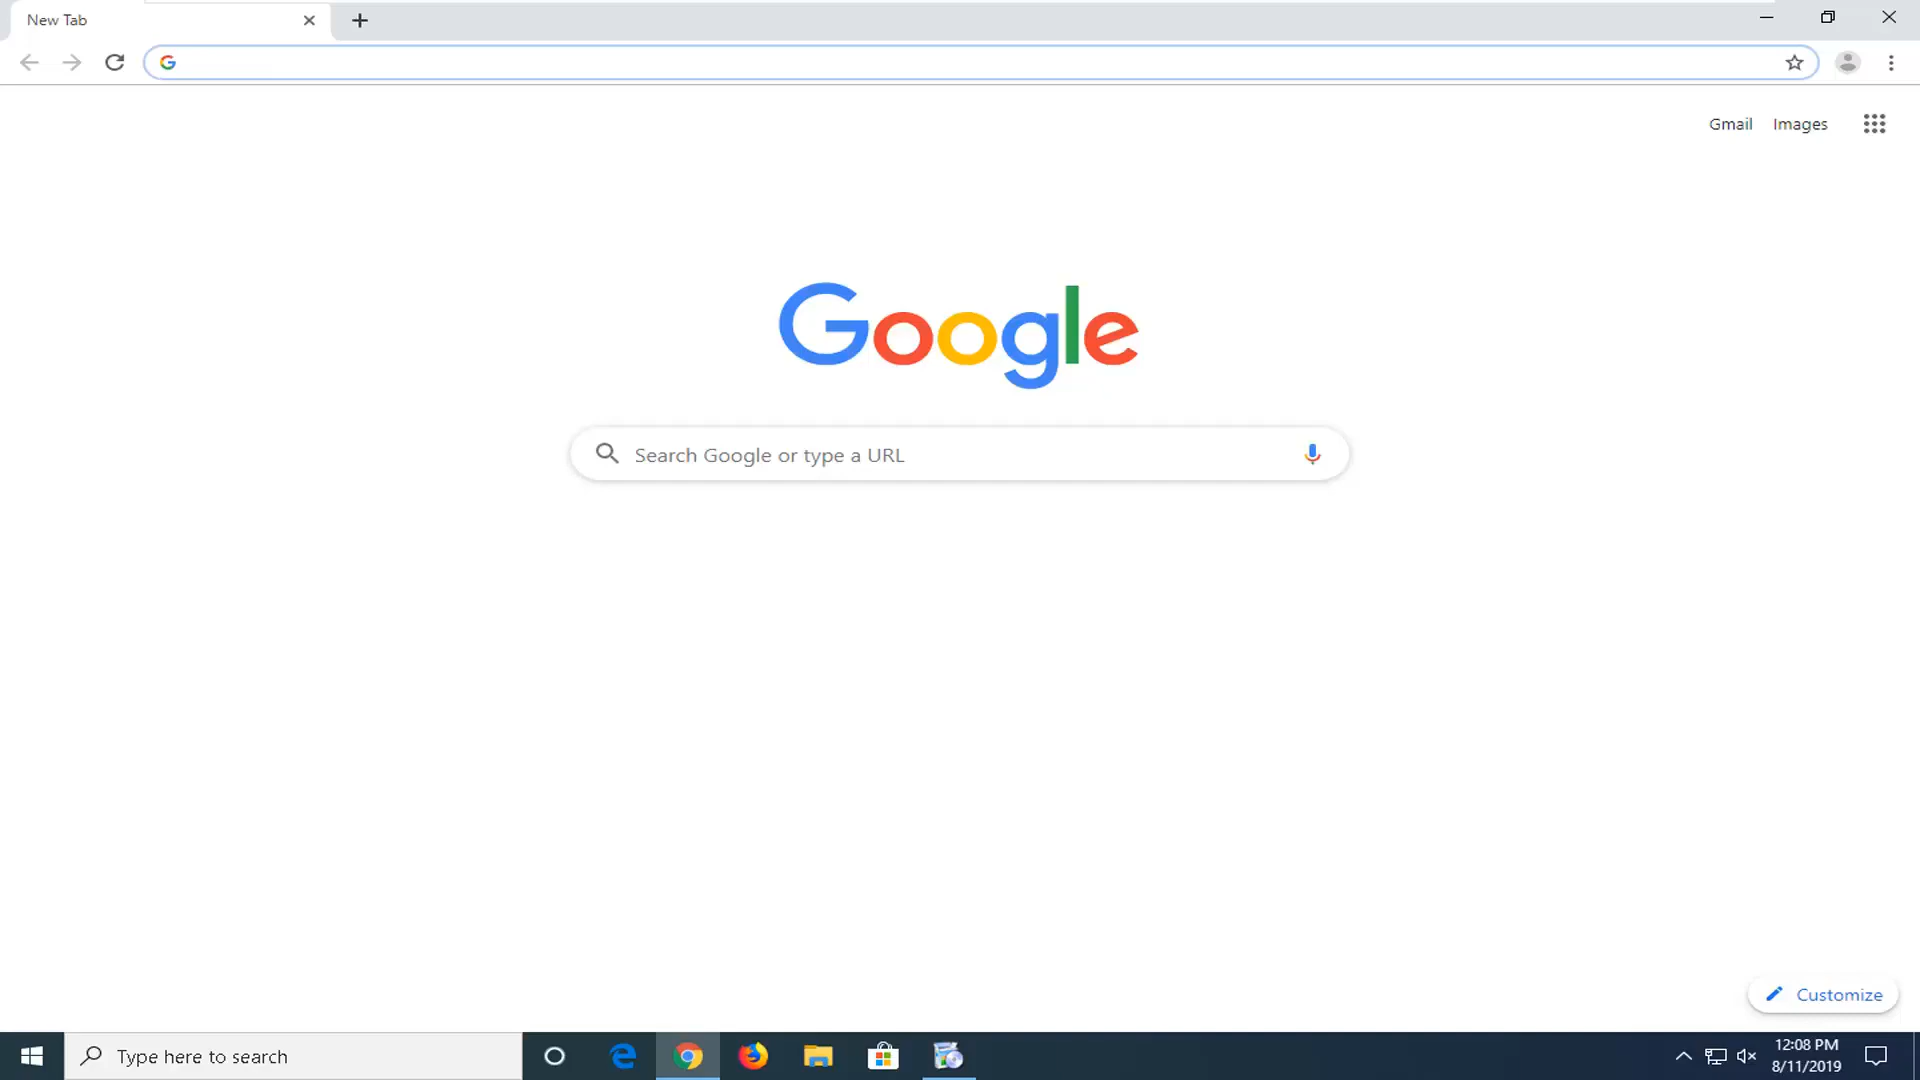 New Tab
Gmail Images
Google
Search Google or type a URL
Customize
Type here to search
12:08 PM
8/11/2019